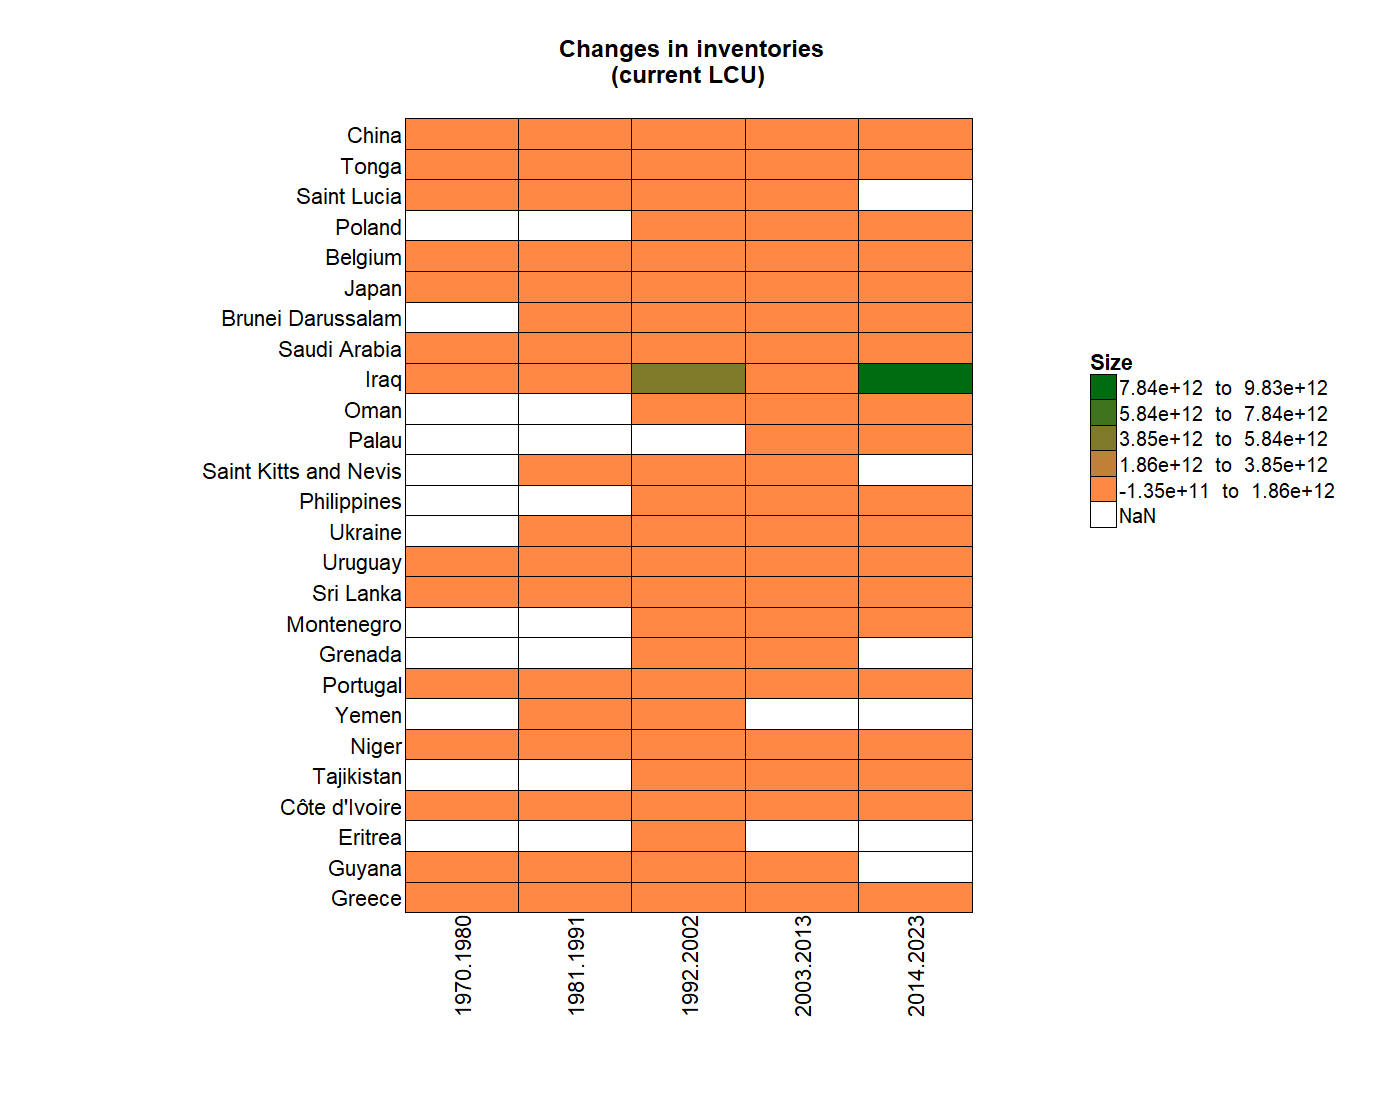 Changes in inventories
(current LCU)
China
Tonga
Saint Lucia
Poland
Belgium
Japan
Brunei Darussalam
Saudi Arabia
Iraq
Oman
Palau
Saint Kitts and Nevis
Philippines
Ukraine
Uruguay
Sri Lanka
Montenegro
Grenada
Portugal
Yemen
Niger
Tajikistan
Côte d'Ivoire
Eritrea
Guyana
Greece
1970.1980
1981.1991
1992.2002
2003.2013
2014.2023
Size
7.84e+12 to 9.83e+12
5.84e+12 to 7.84e+12
3.85e+12 to 5.84e+12
1.86e+12 to 3.85e+12
-1.35e+11 to 1.86e+12
NaN